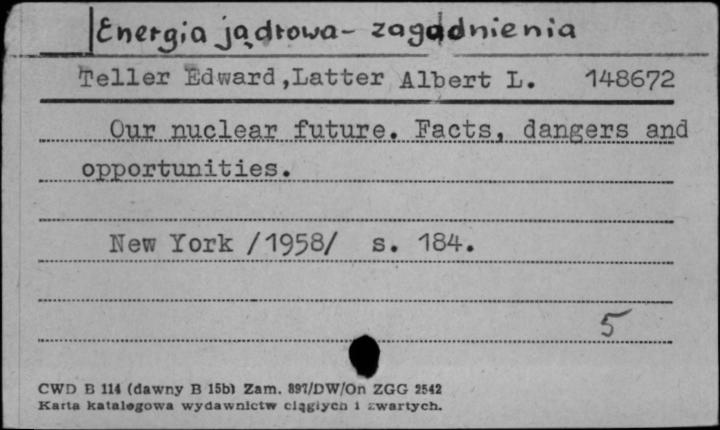 Energia jądrowa - zagadnienia
Teller Edward,Latter Albert L. 148672
Our nuclear future. Facts, dangers and
opportunities.
New York /1958/ s. 184.
5
CWD B 114 (dawny B 15b) Zam. 897/DW/On ZGG 2542
Karta katalogowa wydawnictw ciągłych i zwartych.